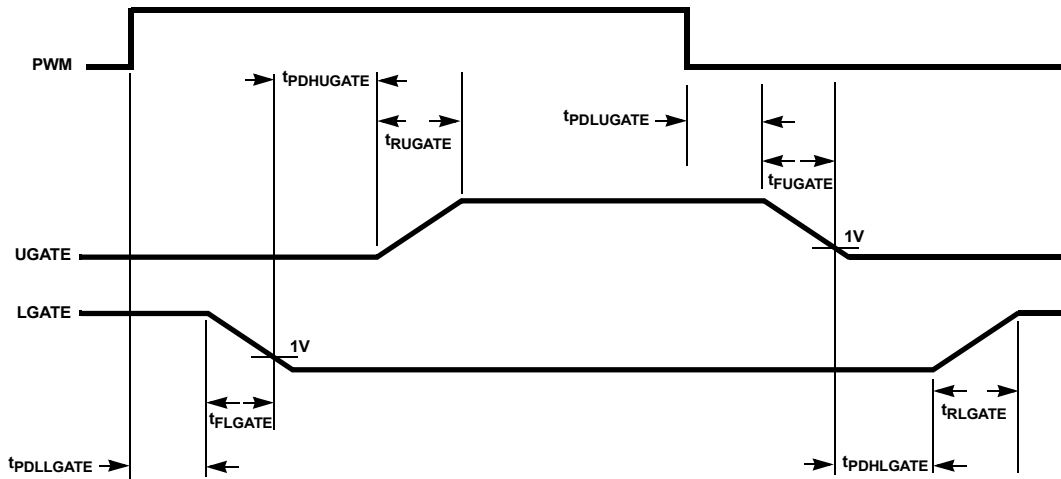 PWM
tPDHUGATE
tRUGATE
tPDLUGATE
tFUGATE
1V
UGATE
LGATE
1V
tFLGATE
tRLGATE
tPDLLGATE
tPDHLGATE